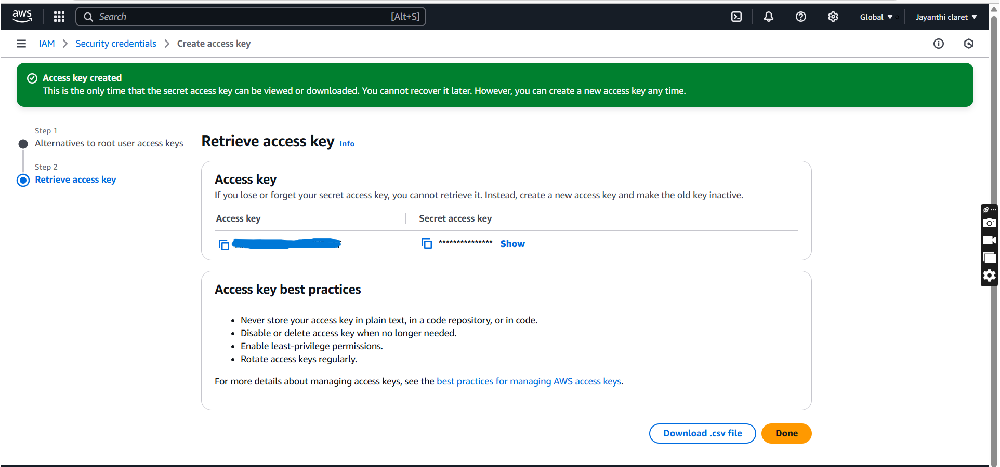 aws
Search
[Alt+S]
Global
Jayanthi claret
IAM
Security credentials
Create access key
Access key created
This is the only time that the secret access key can be viewed or downloaded. You cannot recover it later. However, you can create a new access key any time.
Step 1
Alternatives to root user access keys
Step 2
Retrieve access key
Retrieve access key Info
Access key
If you lose or forget your secret access key, you cannot retrieve it. Instead, create a new access key and make the old key inactive.
Access key
Secret access key
*************** Show
Access key best practices
• Never store your access key in plain text, in a code repository, or in code.
• Disable or delete access key when no longer needed.
• Enable least-privilege permissions.
• Rotate access keys regularly.
For more details about managing access keys, see the best practices for managing AWS access keys.
Download .csv file
Done